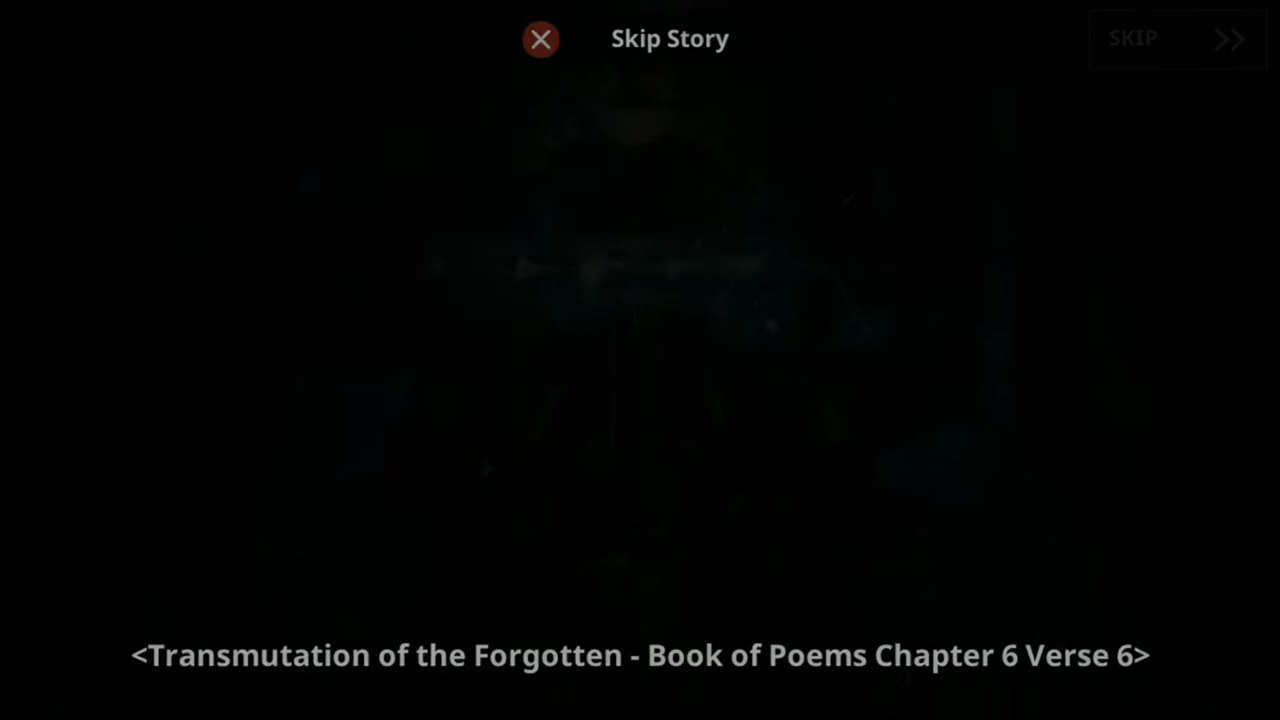 Skip Story
SKIP
<Transmutation of the Forgotten - Book of Poems Chapter 6 Verse 6>